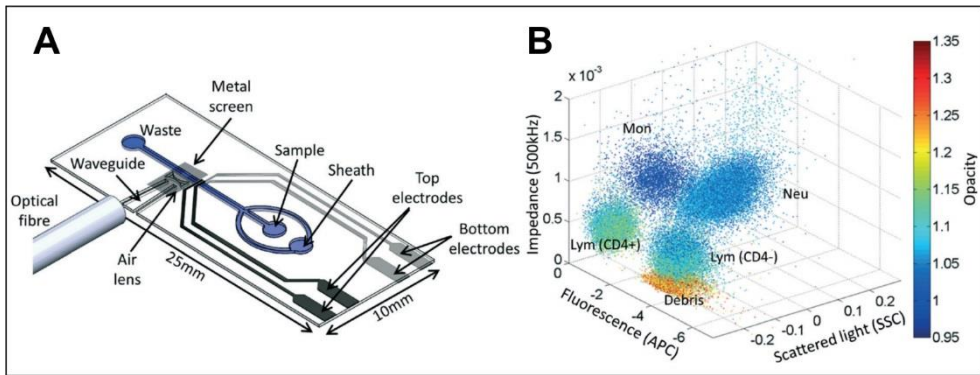 A
Metal
screen
Waste
Sample
Waveguide
Sheath
Optical
fibre
Top
electrodes
Bottom
electrodes
Air
lens
25mm
10mm
B
x 10⁻³
2
1.5
1
0.5
0
Impedance (500kHz)
Mon
Neu
Lym (CD4+)
Lym (CD4-)
Debris
0
-2
-4
-6
Fluorescence (APC)
-0.2
-0.1
0
0.1
0.2
Scattered light (SSC)
1.35
1.3
1.25
1.2
1.15
1.1
1.05
1
0.95
Opacity